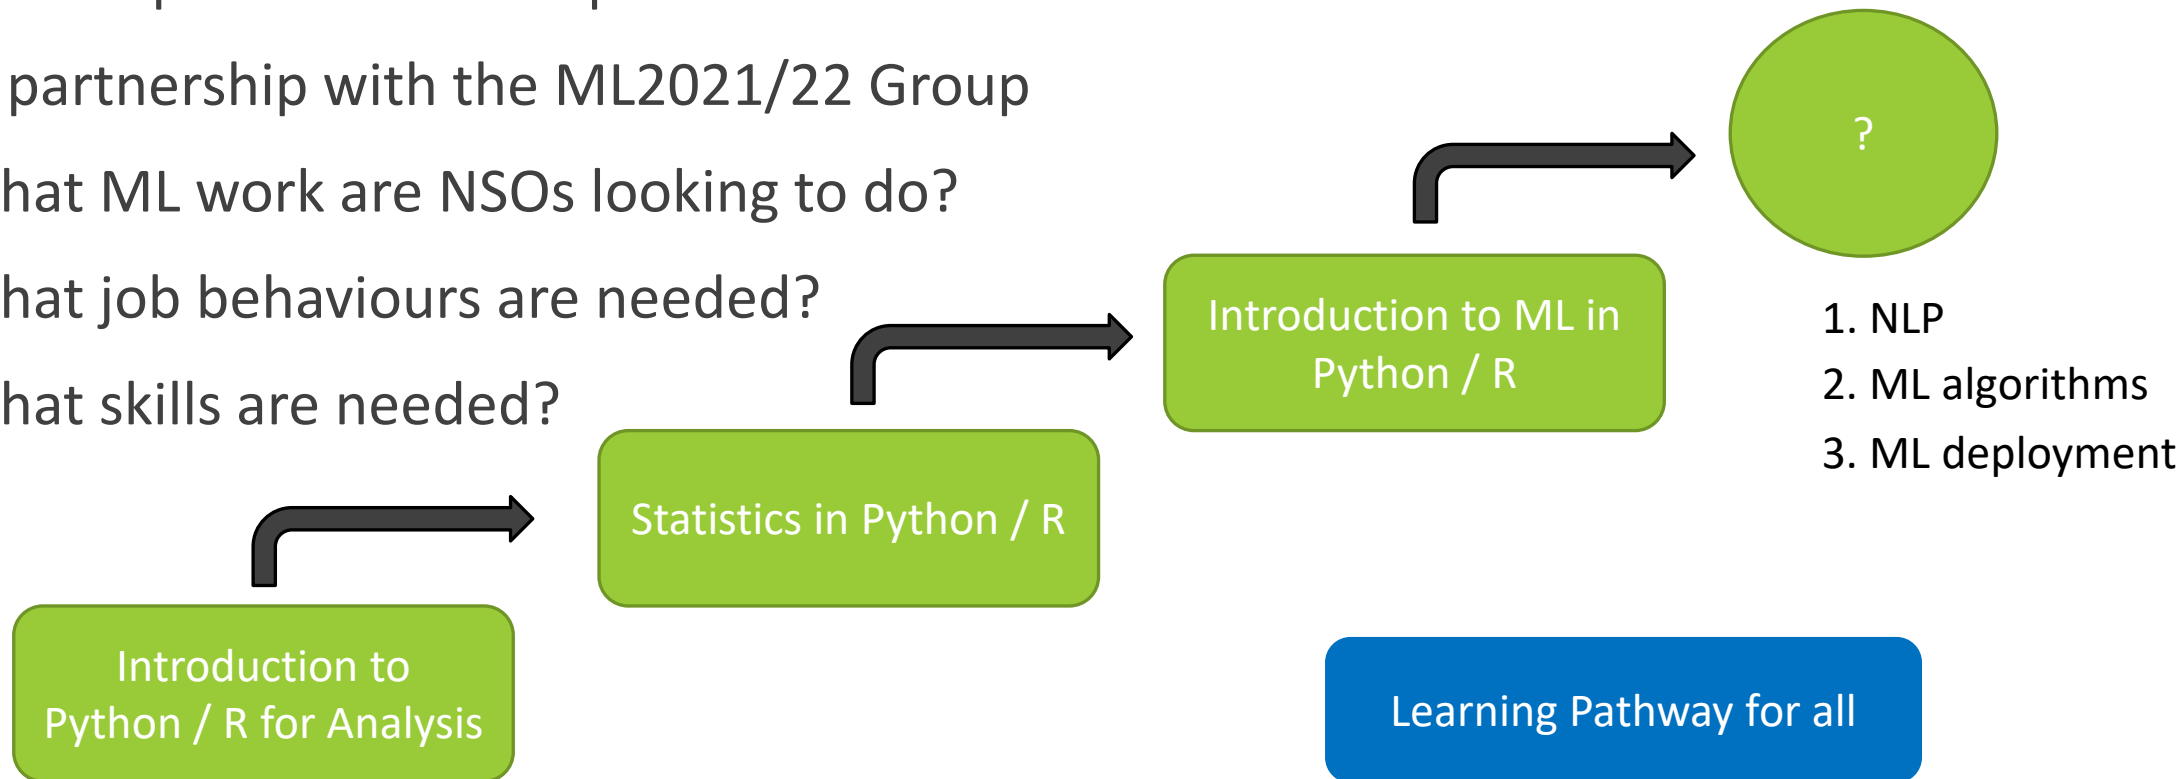 partnership with the ML2021/22 Group
hat ML work are NSOs looking to do?
hat job behaviours are needed?
hat skills are needed?
Introduction to
Python / R for Analysis
Statistics in Python / R
Introduction to ML in
Python / R
?
1. NLP
2. ML algorithms
3. ML deployment
Learning Pathway for all